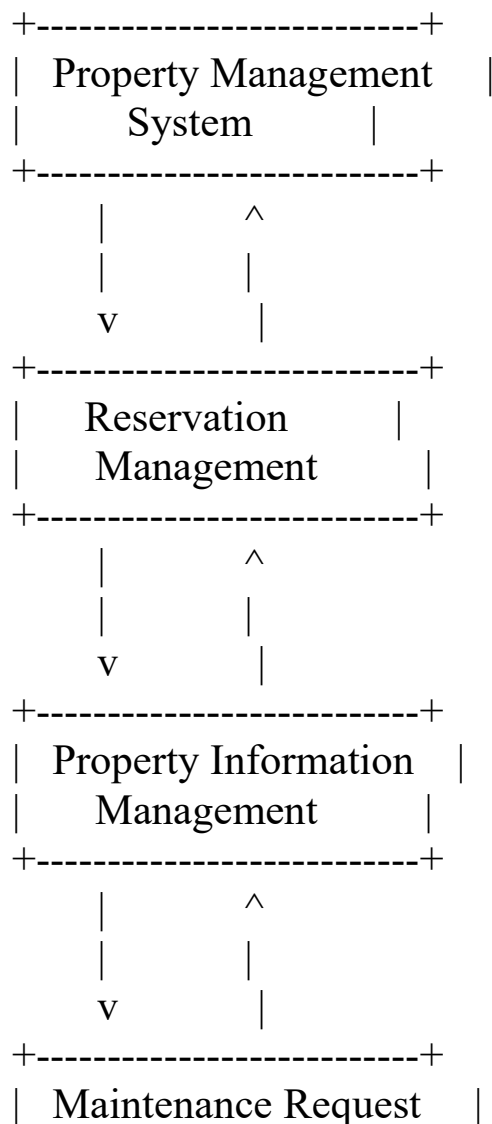 +---------------------------+
|   Property Management     |
|          System           |
+---------------------------+
        |             ^
        |             |
        v             |
+---------------------------+
|      Reservation          |
|       Management          |
+---------------------------+
        |             ^
        |             |
        v             |
+---------------------------+
|   Property Information    |
|       Management          |
+---------------------------+
        |             ^
        |             |
        v             |
+---------------------------+
|   Maintenance Request     |